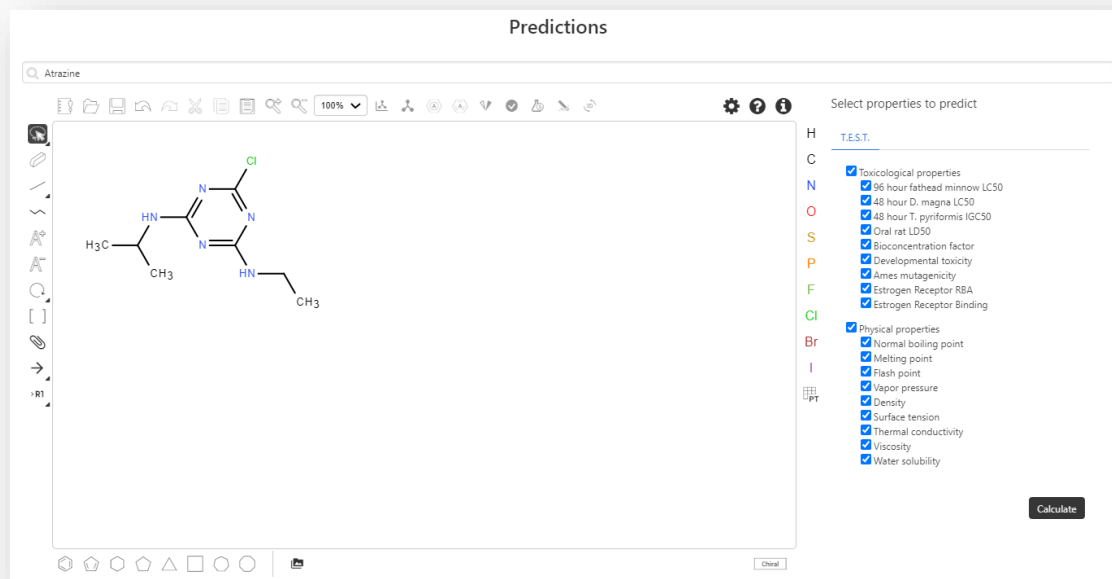 Predictions
Atrazine
100%
Select properties to predict
T.E.S.T.
H
C
N
O
S
P
F
Cl
Br
I
PT
Cl
N
N
HN
N
H3C
CH3
HN
CH3
A+
A-
[ ]
>R1
Toxicological properties
96 hour fathead minnow LC50
48 hour D. magna LC50
48 hour T. pyriformis IGC50
Oral rat LD50
Bioconcentration factor
Developmental toxicity
Ames mutagenicity
Estrogen Receptor RBA
Estrogen Receptor Binding
Physical properties
Normal boiling point
Melting point
Flash point
Vapor pressure
Density
Surface tension
Thermal conductivity
Viscosity
Water solubility
Calculate
Chiral